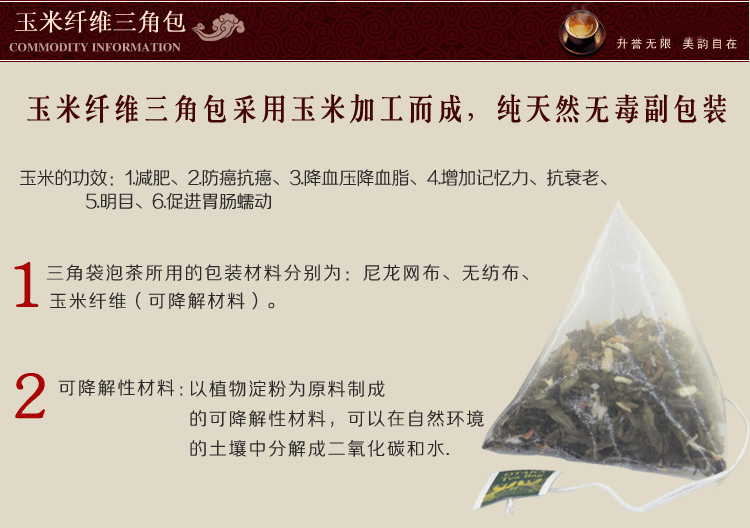 玉米纤维三角包
COMMODITY INFORMATION
升誉无限 美韵自在
玉米纤维三角包采用玉米加工而成，纯天然无毒副包装
玉米的功效：1.减肥、2.防癌抗癌、3.降血压降血脂、4.增加记忆力、抗衰老、
5.明目、6.促进胃肠蠕动
1 三角袋泡茶所用的包装材料分别为：尼龙网布、无纺布、
玉米纤维（可降解材料）。
2 可降解性材料：以植物淀粉为原料制成
的可降解性材料，可以在自然环境
的土壤中分解成二氧化碳和水.
Tea Bag